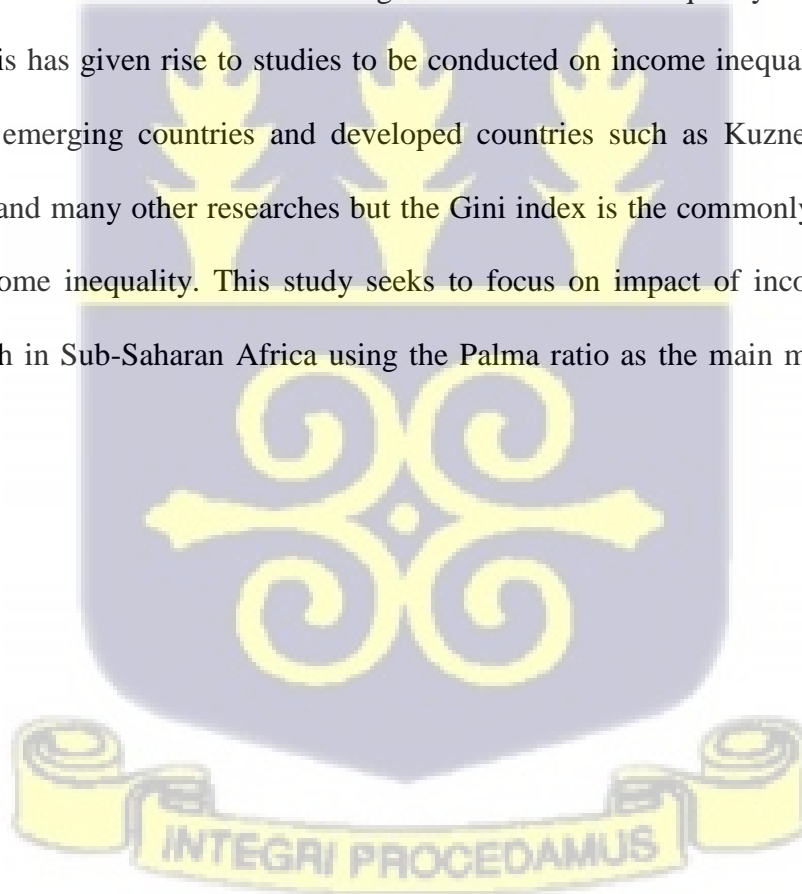 is has given rise to studies to be conducted on income inequal
emerging countries and developed countries such as Kuzne
and many other researches but the Gini index is the commonly
ome inequality. This study seeks to focus on impact of inco
h in Sub-Saharan Africa using the Palma ratio as the main m
INTEGRI PROCEDAMUS